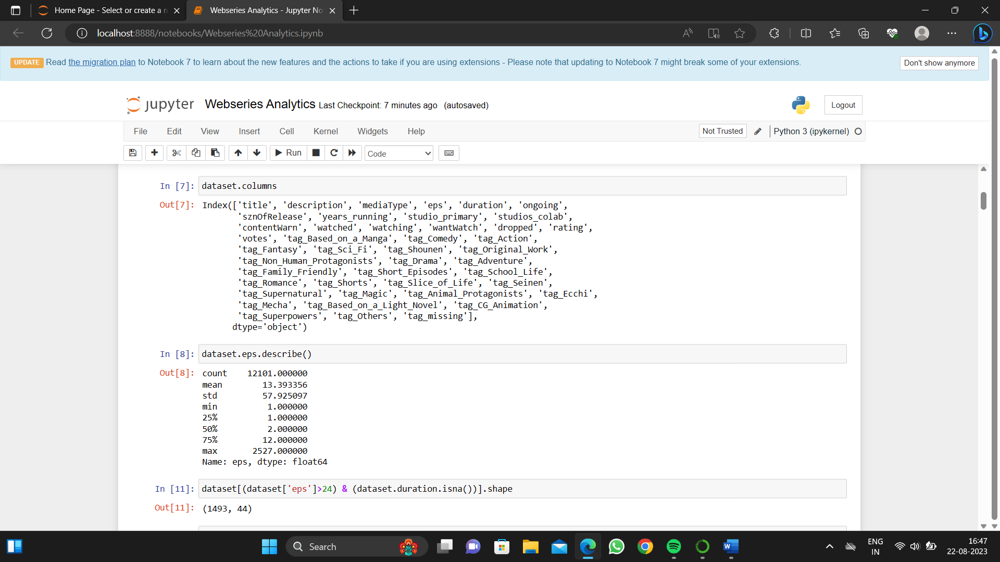 Home Page - Select or create a n
Webseries Analytics - Jupyter No
localhost:8888/notebooks/Webseries%20Analytics.ipynb
UPDATE Read the migration plan to Notebook 7 to learn about the new features and the actions to take if you are using extensions - Please note that updating to Notebook 7 might break some of your extensions.
Don't show anymore
jupyter Webseries Analytics Last Checkpoint: 7 minutes ago (autosaved)
Logout
File Edit View Insert Cell Kernel Widgets Help
Not Trusted Python 3 (ipykernel)
Run Code
In [7]: dataset.columns
Out[7]: Index(['title', 'description', 'mediaType', 'eps', 'duration', 'ongoing',
'sznOfRelease', 'years_running', 'studio_primary', 'studios_colab',
'contentWarn', 'watched', 'watching', 'wantWatch', 'dropped', 'rating',
'votes', 'tag_Based_on_a_Manga', 'tag_Comedy', 'tag_Action',
'tag_Fantasy', 'tag_Sci_Fi', 'tag_Shounen', 'tag_Original_Work',
'tag_Non_Human_Protagonists', 'tag_Drama', 'tag_Adventure',
'tag_Family_Friendly', 'tag_Short_Episodes', 'tag_School_Life',
'tag_Romance', 'tag_Shorts', 'tag_Slice_of_Life', 'tag_Seinen',
'tag_Supernatural', 'tag_Magic', 'tag_Animal_Protagonists', 'tag_Ecchi',
'tag_Mecha', 'tag_Based_on_a_Light_Novel', 'tag_CG_Animation',
'tag_Superpowers', 'tag_Others', 'tag_missing'],
dtype='object')
In [8]: dataset.eps.describe()
Out[8]: count 12101.000000
mean 13.393356
std 57.925097
min 1.000000
25% 1.000000
50% 2.000000
75% 12.000000
max 2527.000000
Name: eps, dtype: float64
In [11]: dataset[(dataset['eps']>24) & (dataset.duration.isna())].shape
Out[11]: (1493, 44)
Search
ENG
IN
16:47
22-08-2023